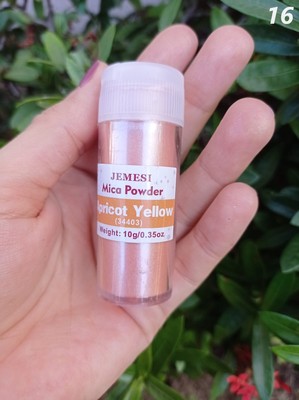 16
JEMESI
Mica Powder
pricot Yellow
(34403)
Weight: 10g/0.35oz